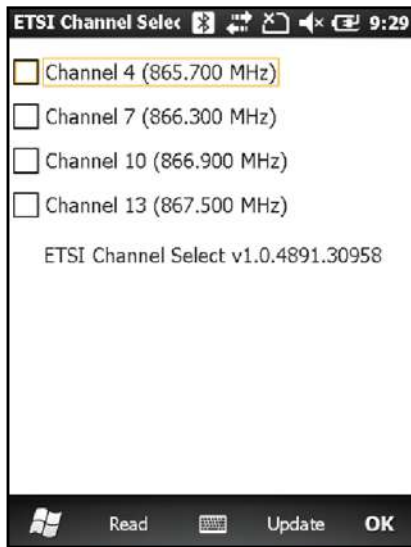 ETSI Channel Selec 9:29
Channel 4 (865.700 MHz)
Channel 7 (866.300 MHz)
Channel 10 (866.900 MHz)
Channel 13 (867.500 MHz)
ETSI Channel Select v1.0.4891.30958
Read Update OK